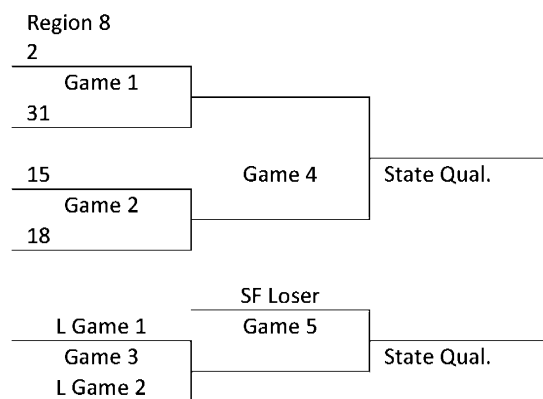 Region 8
2
Game 1
31
15
Game 4
State Qual.
Game 2
18
SF Loser
L Game 1
Game 5
Game 3
State Qual.
L Game 2